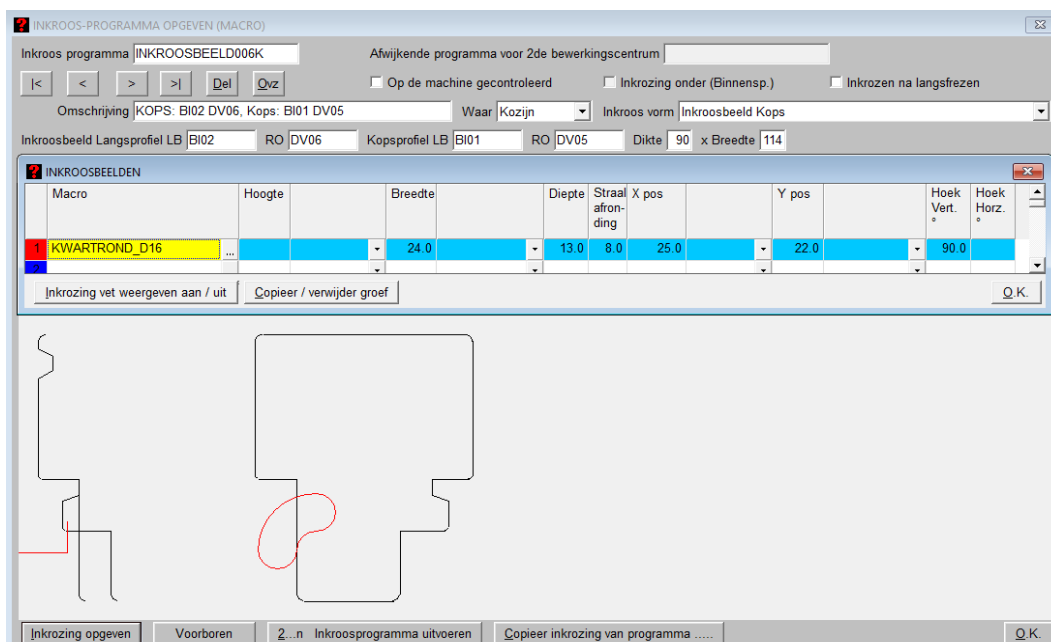 INKROOS-PROGRAMMA OPGEVEN (MACRO)
Inkroos programma INKROOSBEELD006K Afwijkende programma voor 2de bewerkingscentrum
|< < > >| Del Ovz Op de machine gecontroleerd Inkrozing onder (Binnensp.) Inkrozen na langsfrezen
Omschrijving KOPS: BI02 DV06, Kops: BI01 DV05 Waar Kozijn Inkroos vorm Inkroosbeeld Kops
Inkroosbeeld Langsprofiel LB BI02 RO DV06 Kopsprofiel LB BI01 RO DV05 Dikte 90 x Breedte 114
INKROOSBEELDEN
Macro Hoogte Breedte Diepte Straal X pos Y pos Hoek Hoek
afron- Vert. Horz.
ding ° °
1 KWARTROND_D16 ... 24.0 13.0 8.0 25.0 22.0 90.0
2
Inkrozing vet weergeven aan / uit Copieer / verwijder groef O.K.
Inkrozing opgeven Voorboren 2...n Inkroosprogramma uitvoeren Copieer inkrozing van programma ..... O.K.